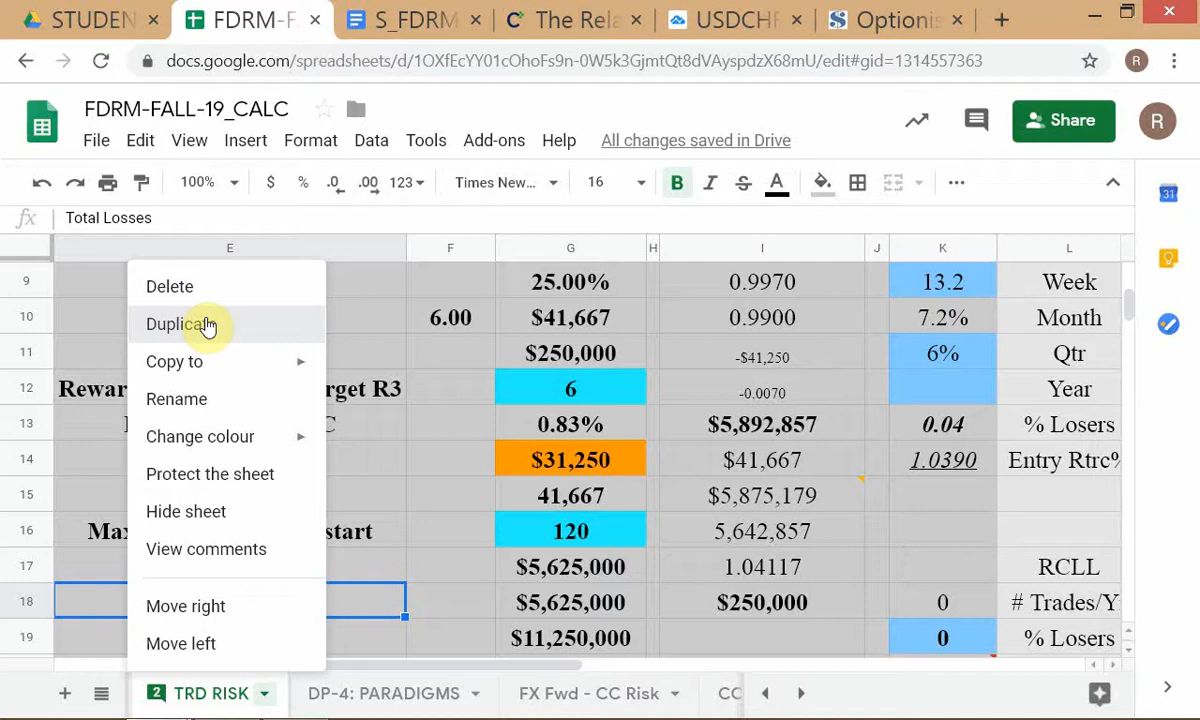 STUDEN × FDRM-F × S_FDRM × The Rela × USDCHF × Optionis × +
docs.google.com/spreadsheets/d/1OXfEcYY01cOhoFs9n-0W5k3GjmtQt8dVAyspdzX68mU/edit#gid=1314557363 R
FDRM-FALL-19_CALC
File Edit View Insert Format Data Tools Add-ons Help All changes saved in Drive
Share R
100% $ % .0 .00 123 Times New... 16 B I S A ...
31
fx Total Losses
E F G H I J K L
9 25.00% 0.9970 13.2 Week
10 6.00 $41,667 0.9900 7.2% Month
11 $250,000 -$41,250 6% Qtr
12 Rewar rget R3 6 -0.0070 Year
13 C 0.83% $5,892,857 0.04 % Losers
14 $31,250 $41,667 1.0390 Entry Rtrc%
15 41,667 $5,875,179
16 Max start 120 5,642,857
17 $5,625,000 1.04117 RCLL
18 $5,625,000 $250,000 0 # Trades/Y
19 $11,250,000 0 % Losers
Delete
Duplicate
Copy to
Rename
Change colour
Protect the sheet
Hide sheet
View comments
Move right
Move left
+ 2 TRD RISK DP-4: PARADIGMS FX Fwd - CC Risk CC